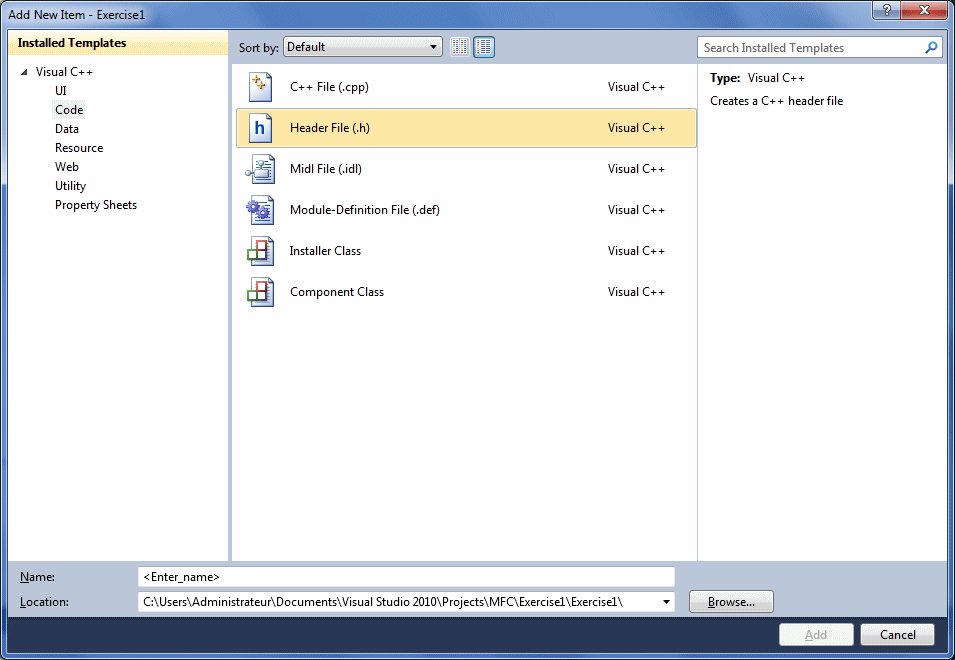 Add New Item - Exercise1
?
Installed Templates
Sort by: Default
Search Installed Templates
Visual C++
UI
Code
Data
Resource
Web
Utility
Property Sheets
C++ File (.cpp) Visual C++
h Header File (.h) Visual C++
Midl File (.idl) Visual C++
Module-Definition File (.def) Visual C++
Installer Class Visual C++
Component Class Visual C++
Type: Visual C++
Creates a C++ header file
Name: <Enter_name>
Location: C:\Users\Administrateur\Documents\Visual Studio 2010\Projects\MFC\Exercise1\Exercise1\ Browse...
Add Cancel